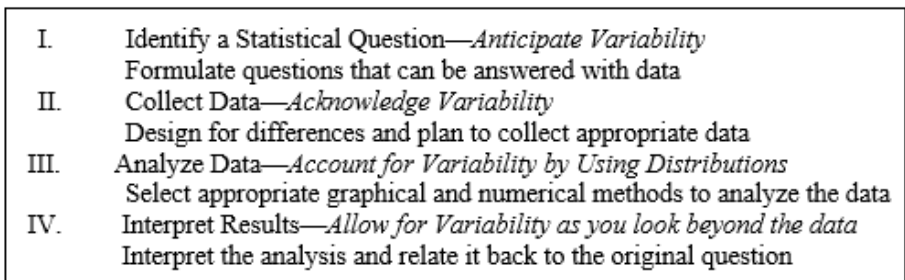 I. Identify a Statistical Question—Anticipate Variability
Formulate questions that can be answered with data
II. Collect Data—Acknowledge Variability
Design for differences and plan to collect appropriate data
III. Analyze Data—Account for Variability by Using Distributions
Select appropriate graphical and numerical methods to analyze the data
IV. Interpret Results—Allow for Variability as you look beyond the data
Interpret the analysis and relate it back to the original question